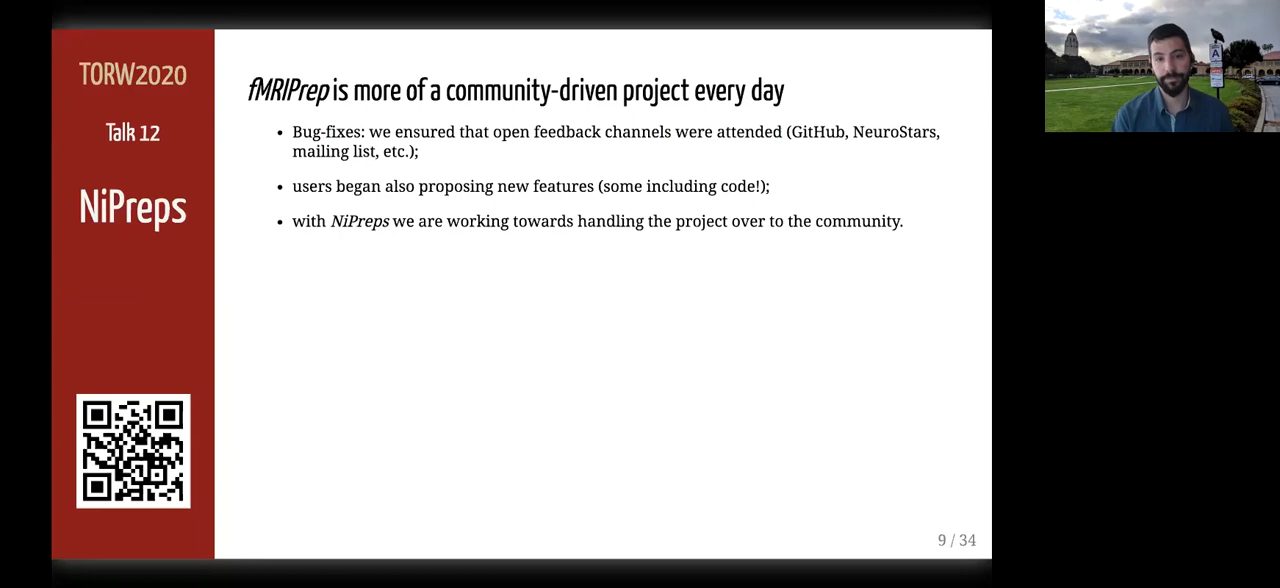 TORW2020
Talk 12
NiPreps
fMRIPrep is more of a community-driven project every day
• Bug-fixes: we ensured that open feedback channels were attended (GitHub, NeuroStars,
mailing list, etc.);
• users began also proposing new features (some including code!);
• with NiPreps we are working towards handling the project over to the community.
9 / 34
A